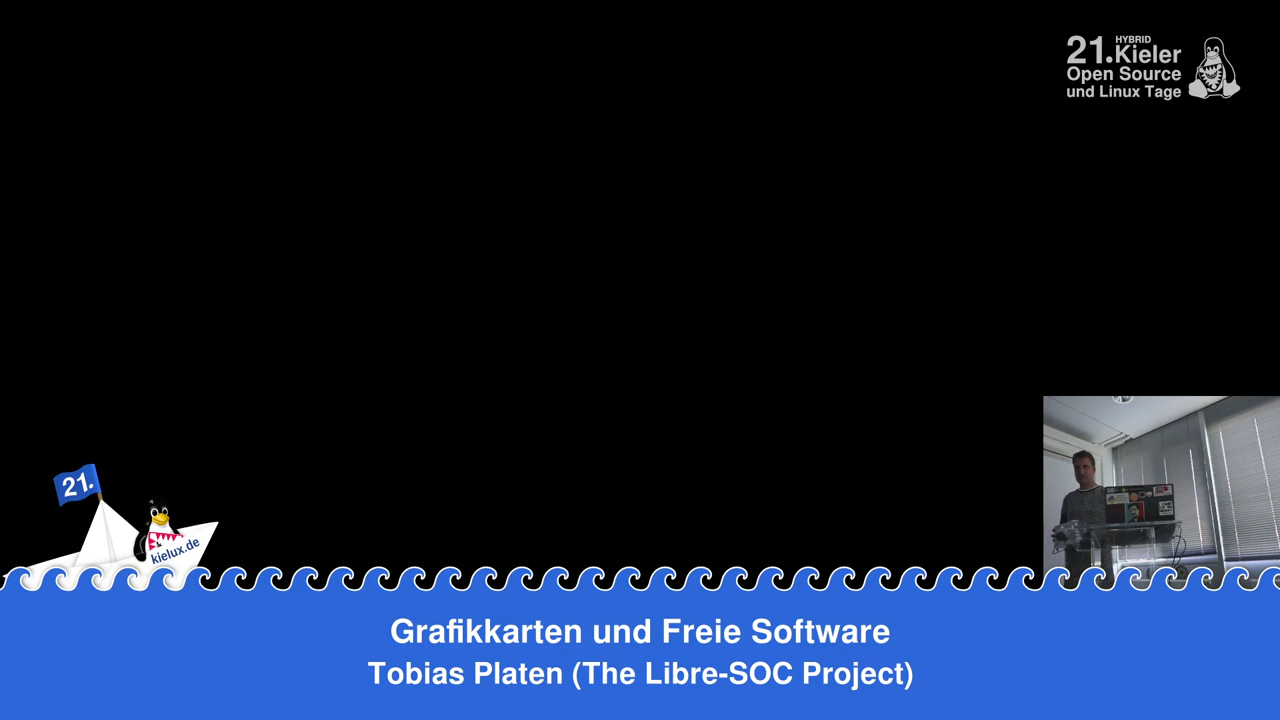 HYBRID
21.Kieler
Open Source
und Linux Tage
21.
kielux.de
Grafikkarten und Freie Software
Tobias Platen (The Libre-SOC Project)